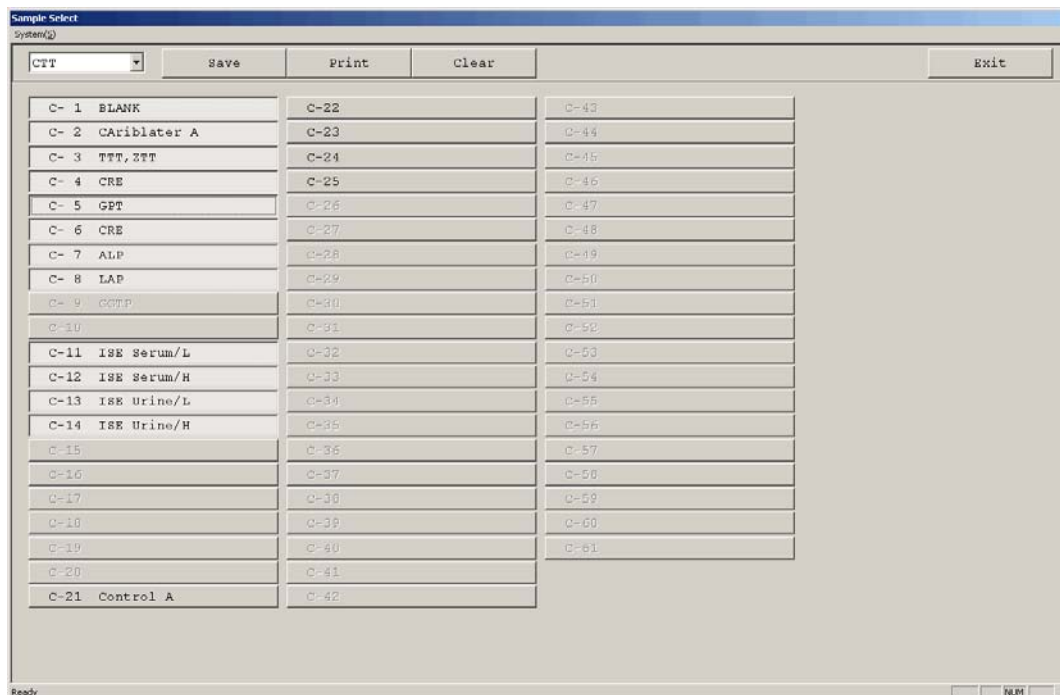 Sample Select
System(S)
CTT
Save
Print
Clear
Exit
C- 1 BLANK
C- 2 CAriblater A
C- 3 TTT,ZTT
C- 4 CRE
C- 5 GPT
C- 6 CRE
C- 7 ALP
C- 8 LAP
C- 9 GGTP
C-10
C-11 ISE Serum/L
C-12 ISE Serum/H
C-13 ISE Urine/L
C-14 ISE Urine/H
C-15
C-16
C-17
C-18
C-19
C-20
C-21 Control A
C-22
C-23
C-24
C-25
C-26
C-27
C-28
C-29
C-30
C-31
C-32
C-33
C-34
C-35
C-36
C-37
C-38
C-39
C-40
C-41
C-42
C-43
C-44
C-45
C-46
C-47
C-48
C-49
C-50
C-51
C-52
C-53
C-54
C-55
C-56
C-57
C-58
C-59
C-60
C-61
Ready
NUM